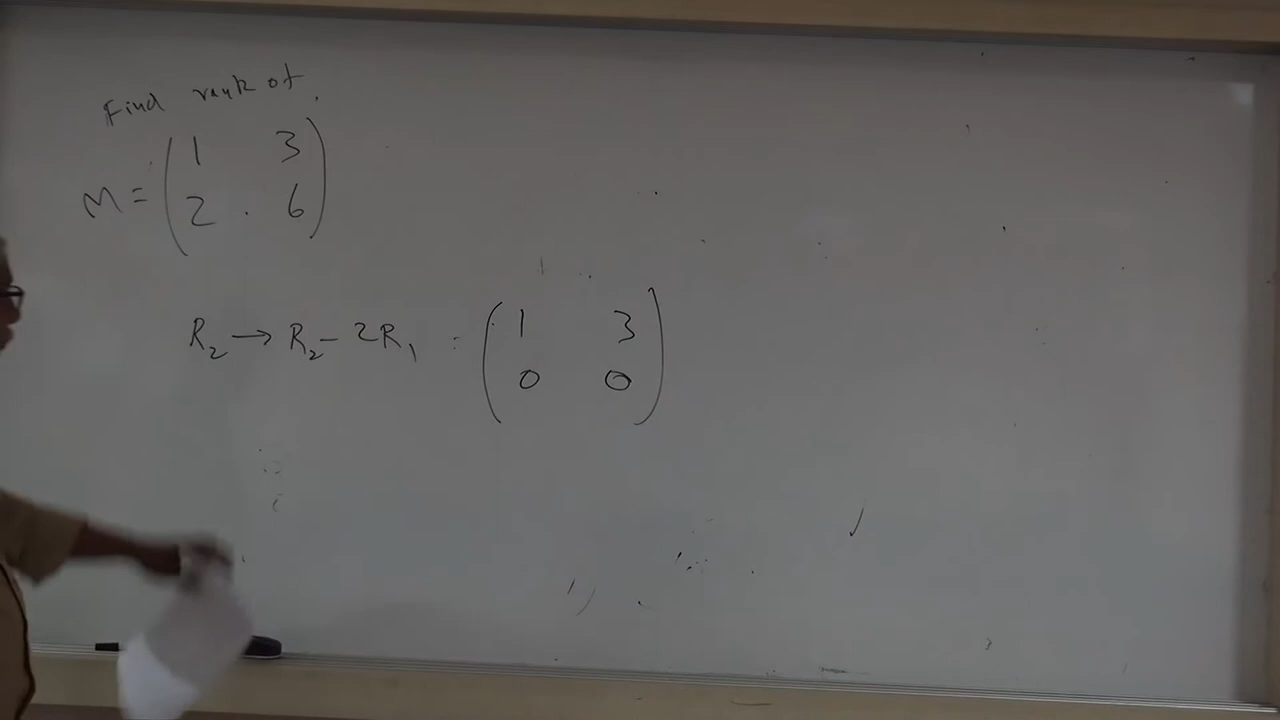 Find rank of
M = ( 1 3
2 6 )
R₂ → R₂ - 2R₁ : ( 1 3
0 0 )